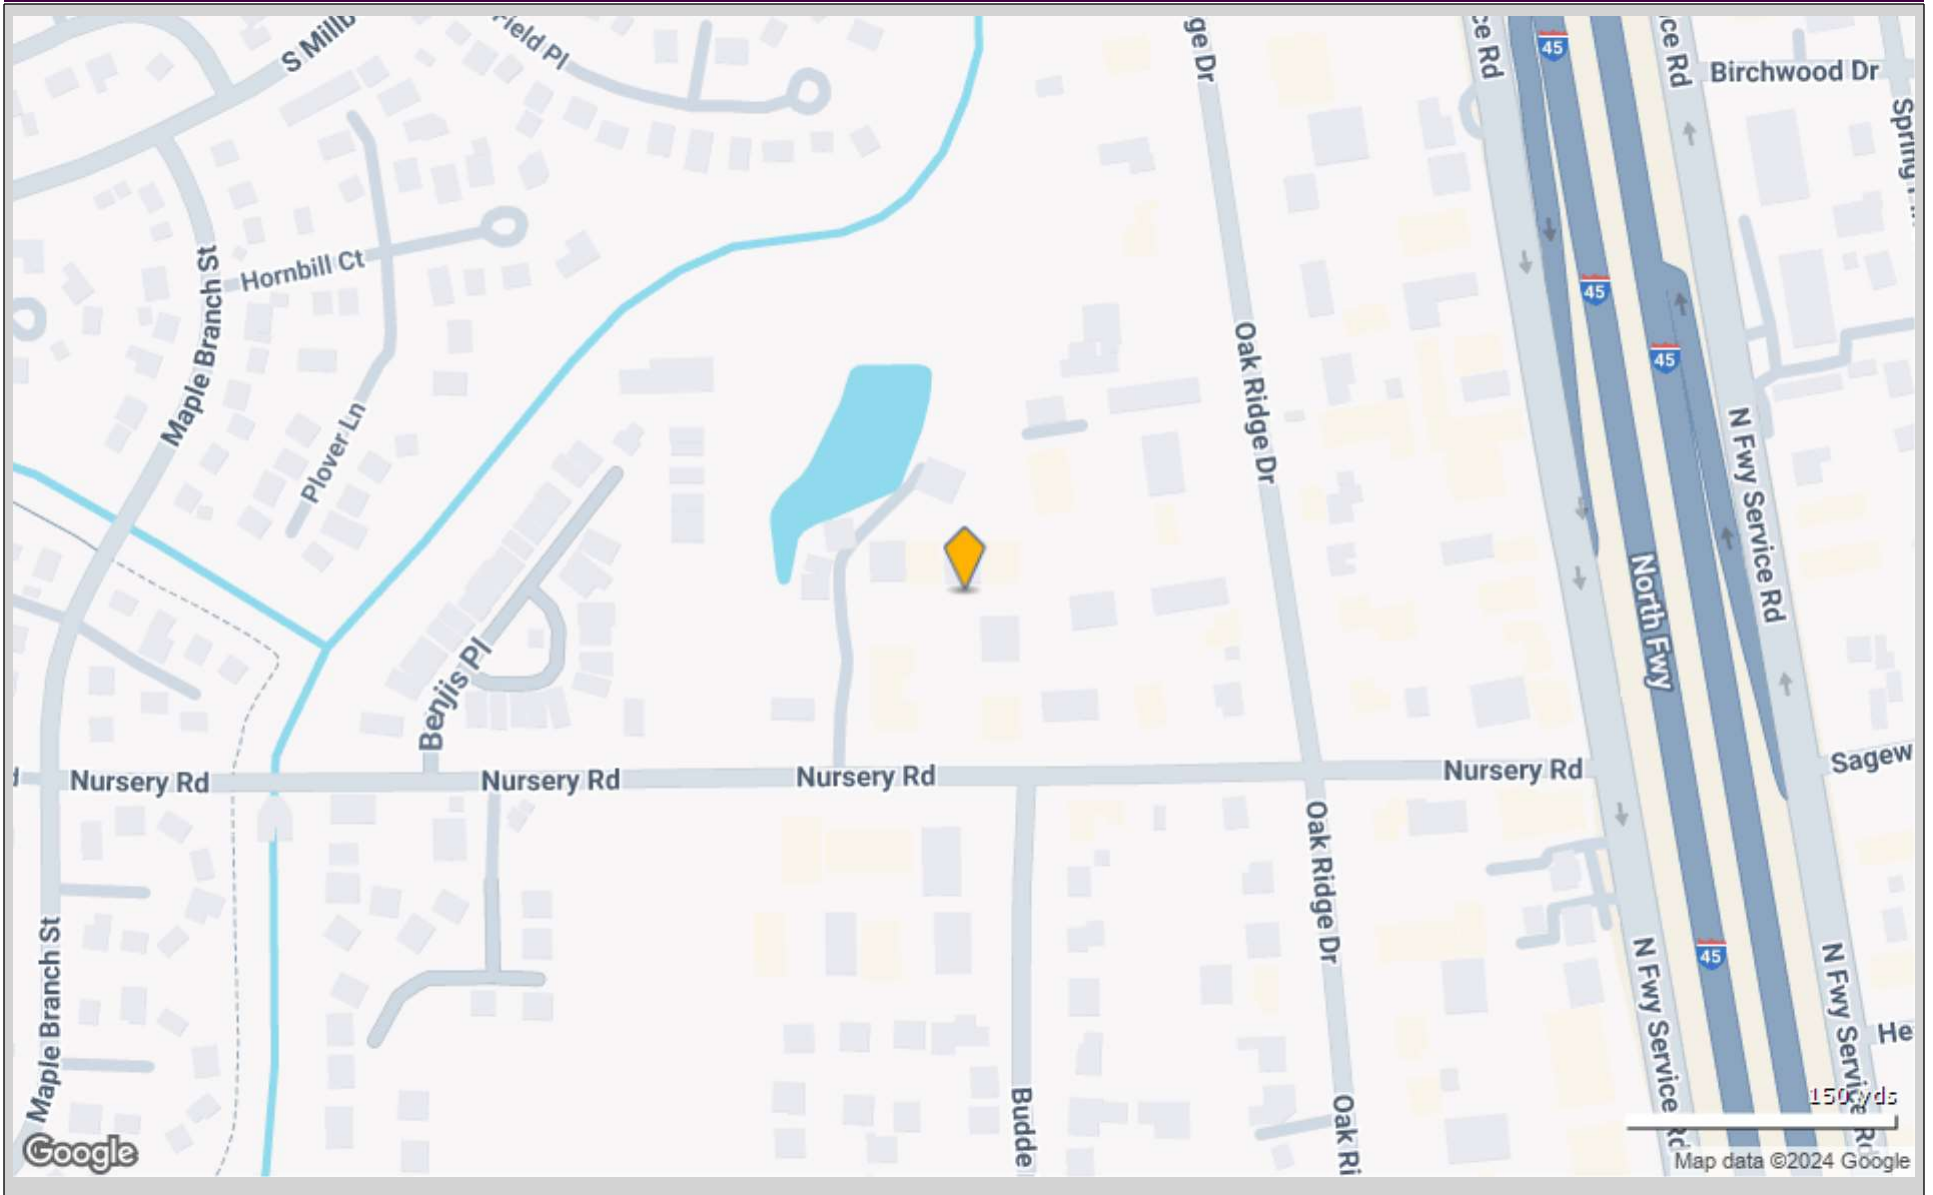 S Millb
Field Pl
ge Dr
ce Rd
45
ce Rd
Birchwood Dr
Spring
Maple Branch St
Hornbill Ct
45
Oak Ridge Dr
45
Plover Ln
N Fwy Service Rd
North Fwy
Benjis Pl
Nursery Rd
Nursery Rd
Nursery Rd
Nursery Rd
Sagew
Oak Ridge Dr
Maple Branch St
N Fwy Service Rd
45
N Fwy Service Rd
He
Budde
Oak Ri
150 yds
Google
Map data ©2024 Google